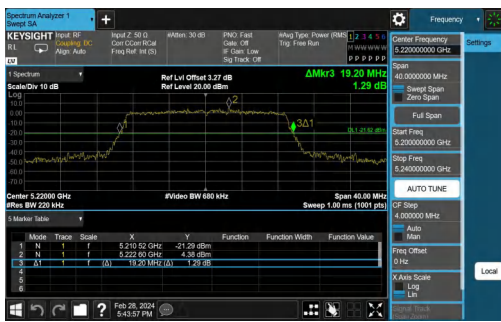 Spectrum Analyzer 1
Swept SA
Frequency
KEYSIGHT
Input: RF
Input Z: 50 Ω
#Atten: 30 dB
PNO: Fast
#Avg Type: Power (RMS
1 2 3 4 5 6
RL
Coupling: DC
Corr CCorr RCal
Gate: Off
Trig: Free Run
M W W W W W
Align: Auto
Freq Ref: Int (S)
IF Gain: Low
P P P P P P
Sig Track: Off
LV
1 Spectrum
Ref Lvl Offset 3.27 dB
ΔMkr3 19.20 MHz
Scale/Div 10 dB
Ref Level 20.00 dBm
1.29 dB
Log
10.0
0.00
-10.0
-20.0
-30.0
-40.0
-50.0
-60.0
-70.0
2
3Δ1
Center 5.22000 GHz
#Video BW 680 kHz
Span 40.00 MHz
#Res BW 220 kHz
Sweep 1.00 ms (1001 pts)
5 Marker Table
Mode Trace Scale X Y Function Function Width Function Value
1 N 1 f 5.210 52 GHz -21.29 dBm
2 N 1 f 5.222 60 GHz 4.38 dBm
3 Δ1 1 f (Δ) 19.20 MHz (Δ) 1.29 dB
4
5
6
Feb 28, 2024
5:43:57 PM
Center Frequency
5.220000000 GHz
Settings
Span
40.0000000 MHz
Swept Span
Zero Span
Full Span
Start Freq
5.200000000 GHz
Stop Freq
5.240000000 GHz
AUTO TUNE
CF Step
4.000000 MHz
Auto
Man
Freq Offset
0 Hz
X Axis Scale
Log
Lin
Local
Signal Track